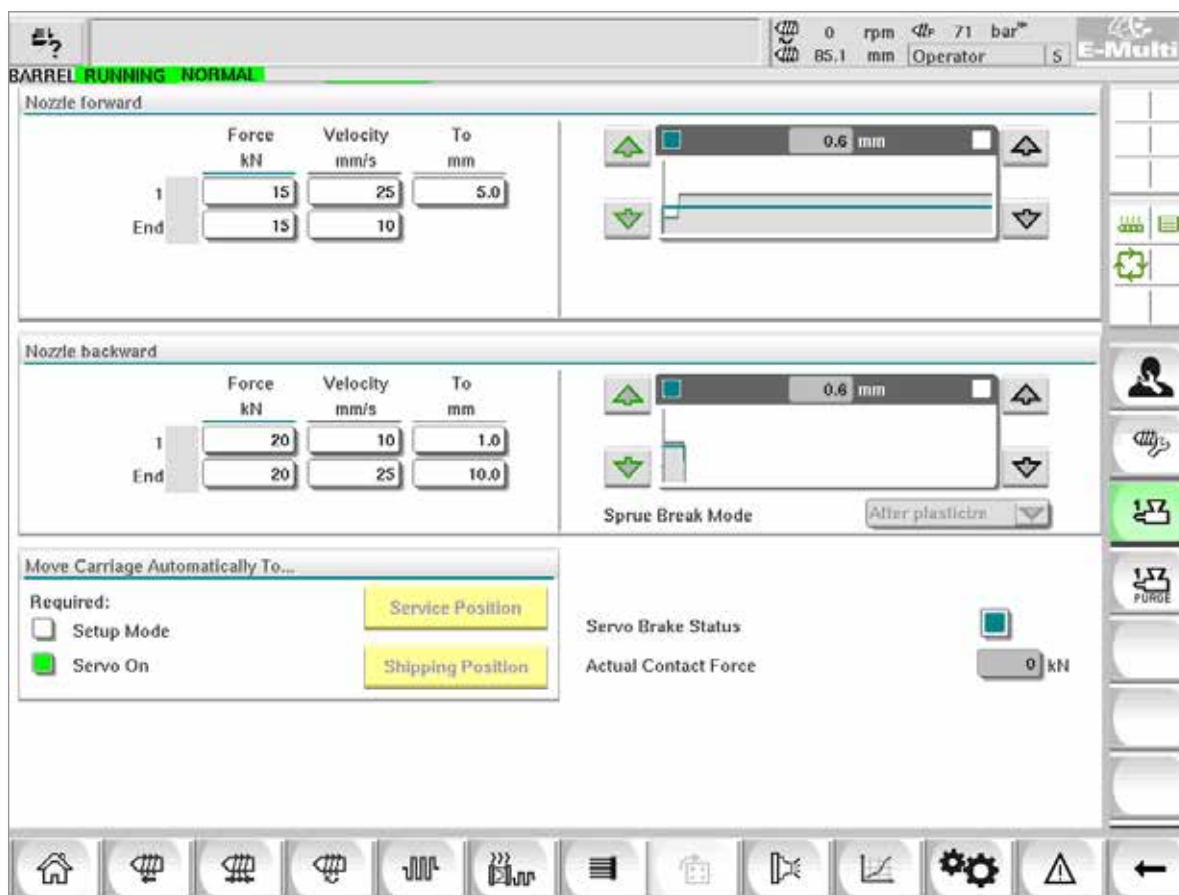 0 rpm 71 bar
85.1 mm Operator S
E-Multi
BARREL RUNNING NORMAL
Nozzle forward
Force Velocity To
kN mm/s mm
0.6 mm
1 15 25 5.0
End 15 10
Nozzle backward
Force Velocity To
kN mm/s mm
0.6 mm
1 20 10 1.0
End 20 25 10.0
Sprue Break Mode After plasticize
Move Carriage Automatically To...
Required:
Service Position
Setup Mode
Servo Brake Status
Servo On
Shipping Position
Actual Contact Force 0 kN
PURGE